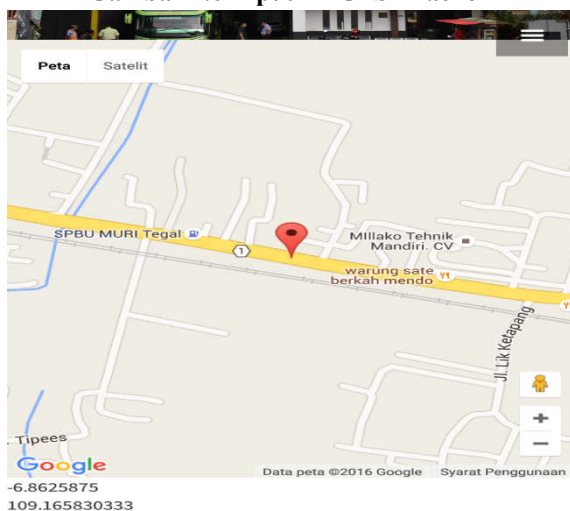 Peta Satelit
SPBU MURI Tegal
1
MIllako Tehnik
Mandiri. CV
warung sate
berkah mendo
Jl. Lik Ketapang
. Tipees
Google
Data peta ©2016 Google Syarat Penggunaan
-6.8625875
109.165830333